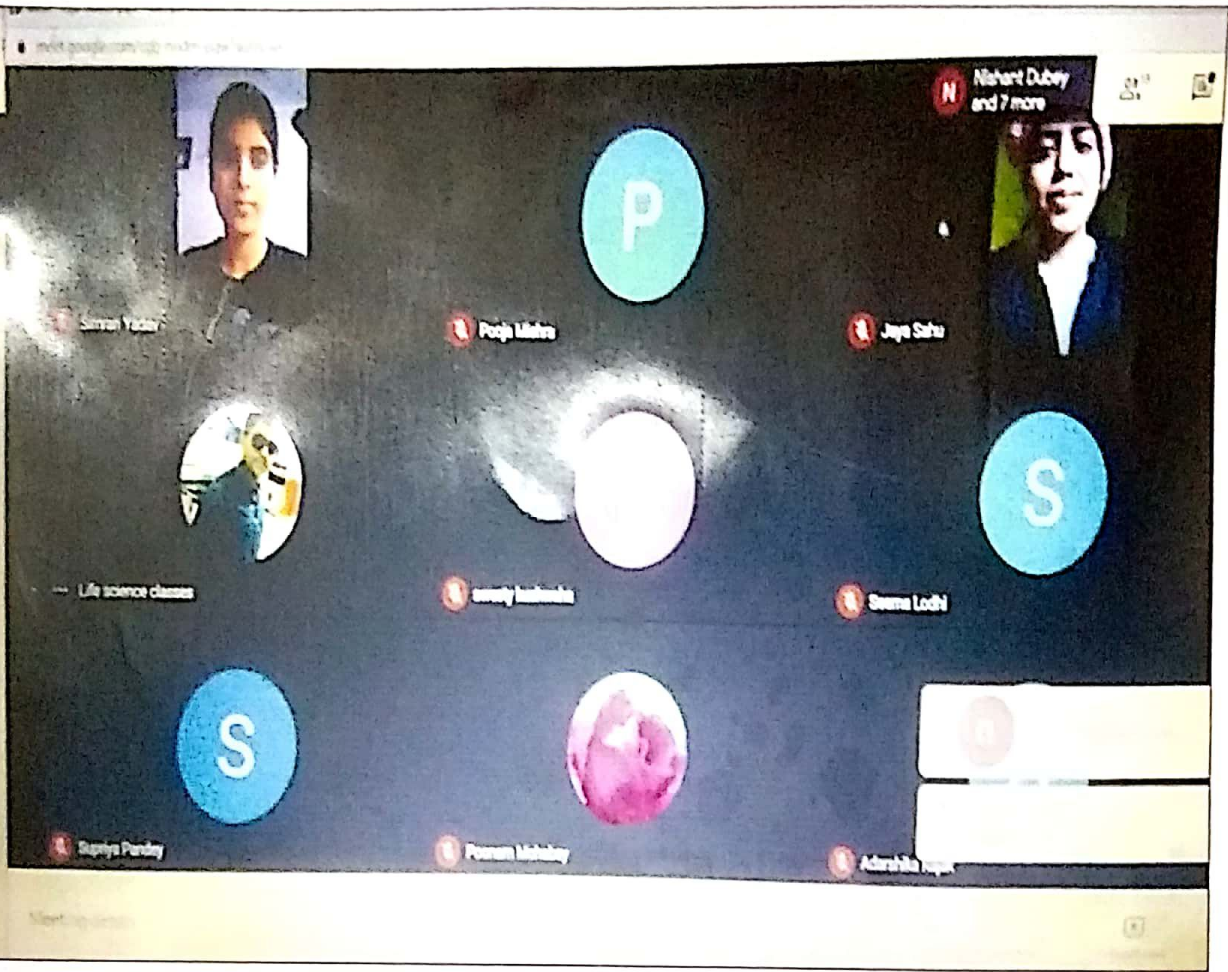 Nishant Dubey
and 7 more
N
P
Simran Yadav
Pooja Mishra
Jaya Sahu
S
Life science classes
Seema Lodhi
S
n
Supriya Pandey
Poonam
Adarshika